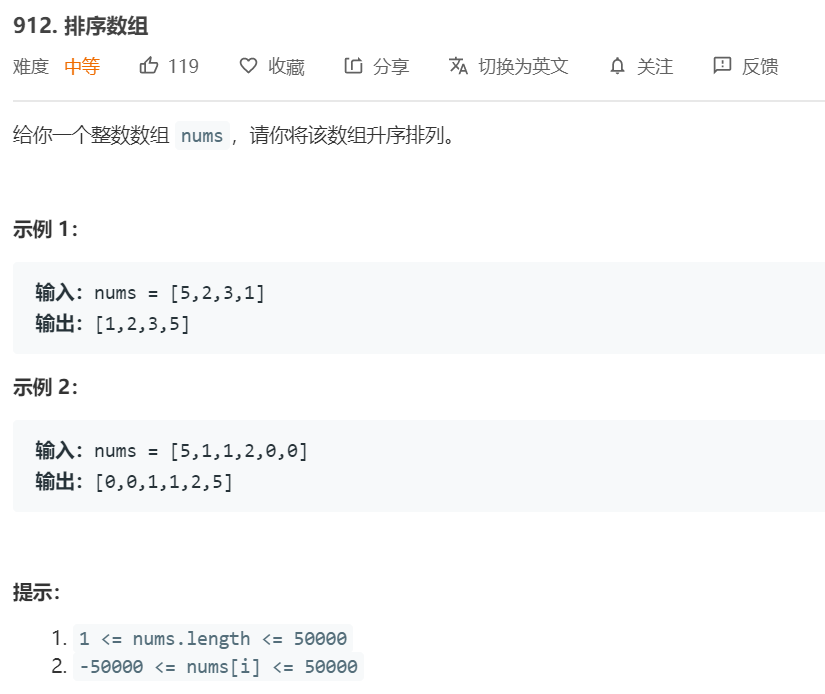 912. 排序数组
难度 中等 119 收藏 分享 切换为英文 关注 反馈
给你一个整数数组 nums，请你将该数组升序排列。
示例 1：
输入：nums = [5,2,3,1]
输出：[1,2,3,5]
示例 2：
输入：nums = [5,1,1,2,0,0]
输出：[0,0,1,1,2,5]
提示：
1. 1 <= nums.length <= 50000
2. -50000 <= nums[i] <= 50000